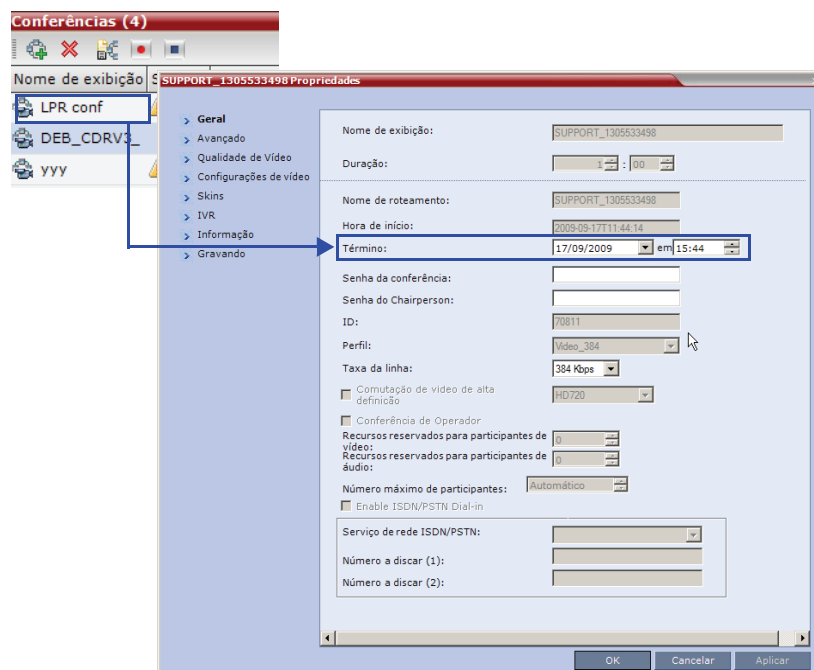 Conferências (4)
Nome de exibição S
LPR conf
DEB_CDRV3_
yyy
SUPPORT_1305533498 Propriedades
Geral
Avançado
Qualidade de Vídeo
Configurações de vídeo
Skins
IVR
Informação
Gravando
Nome de exibição: SUPPORT_1305533498
Duração: 1 : 00
Nome de roteamento: SUPPORT_1305533498
Hora de início: 2009-09-17T11:44:14
Término: 17/09/2009 em 15:44
Senha da conferência:
Senha do Chairperson:
ID: 70811
Perfil: Video_384
Taxa da linha: 384 Kbps
Comutação de vídeo de alta
definicão HD720
Conferência de Operador
Recursos reservados para participantes de
vídeo: 0
Recursos reservados para participantes de
áudio: 0
Número máximo de participantes: Automático
Enable ISDN/PSTN Dial-in
Serviço de rede ISDN/PSTN:
Número a discar (1):
Número a discar (2):
OK Cancelar Aplicar